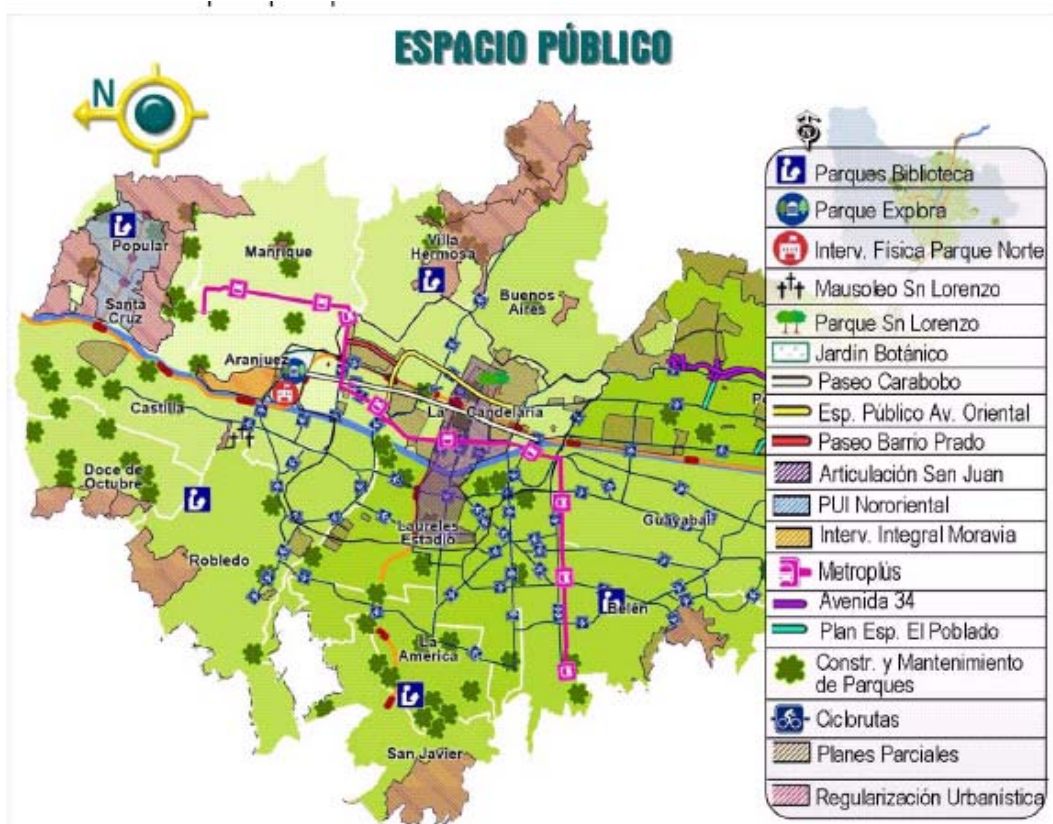 ESPACIO PÚBLICO
N
Popular
Manrique
Villa
Hermosa
Santa
Cruz
Buenos
Aires
Aranjuez
Castilla
La Candelaria
Doce de
Octubre
Laureles
Estadio
Guayabal
Robledo
Belén
La
America
San Javier
N
Parques Biblioteca
Parque Explora
Interv. Física Parque Norte
Mausoleo Sn Lorenzo
Parque Sn Lorenzo
Jardín Botánico
Paseo Carabobo
Esp. Público Av. Oriental
Paseo Barrio Prado
Articulación San Juan
PUI Nororiental
Interv. Integral Moravia
Metroplús
Avenida 34
Plan Esp. El Poblado
Constr. y Mantenimiento
de Parques
Ciclorutas
Planes Parciales
Regularización Urbanística